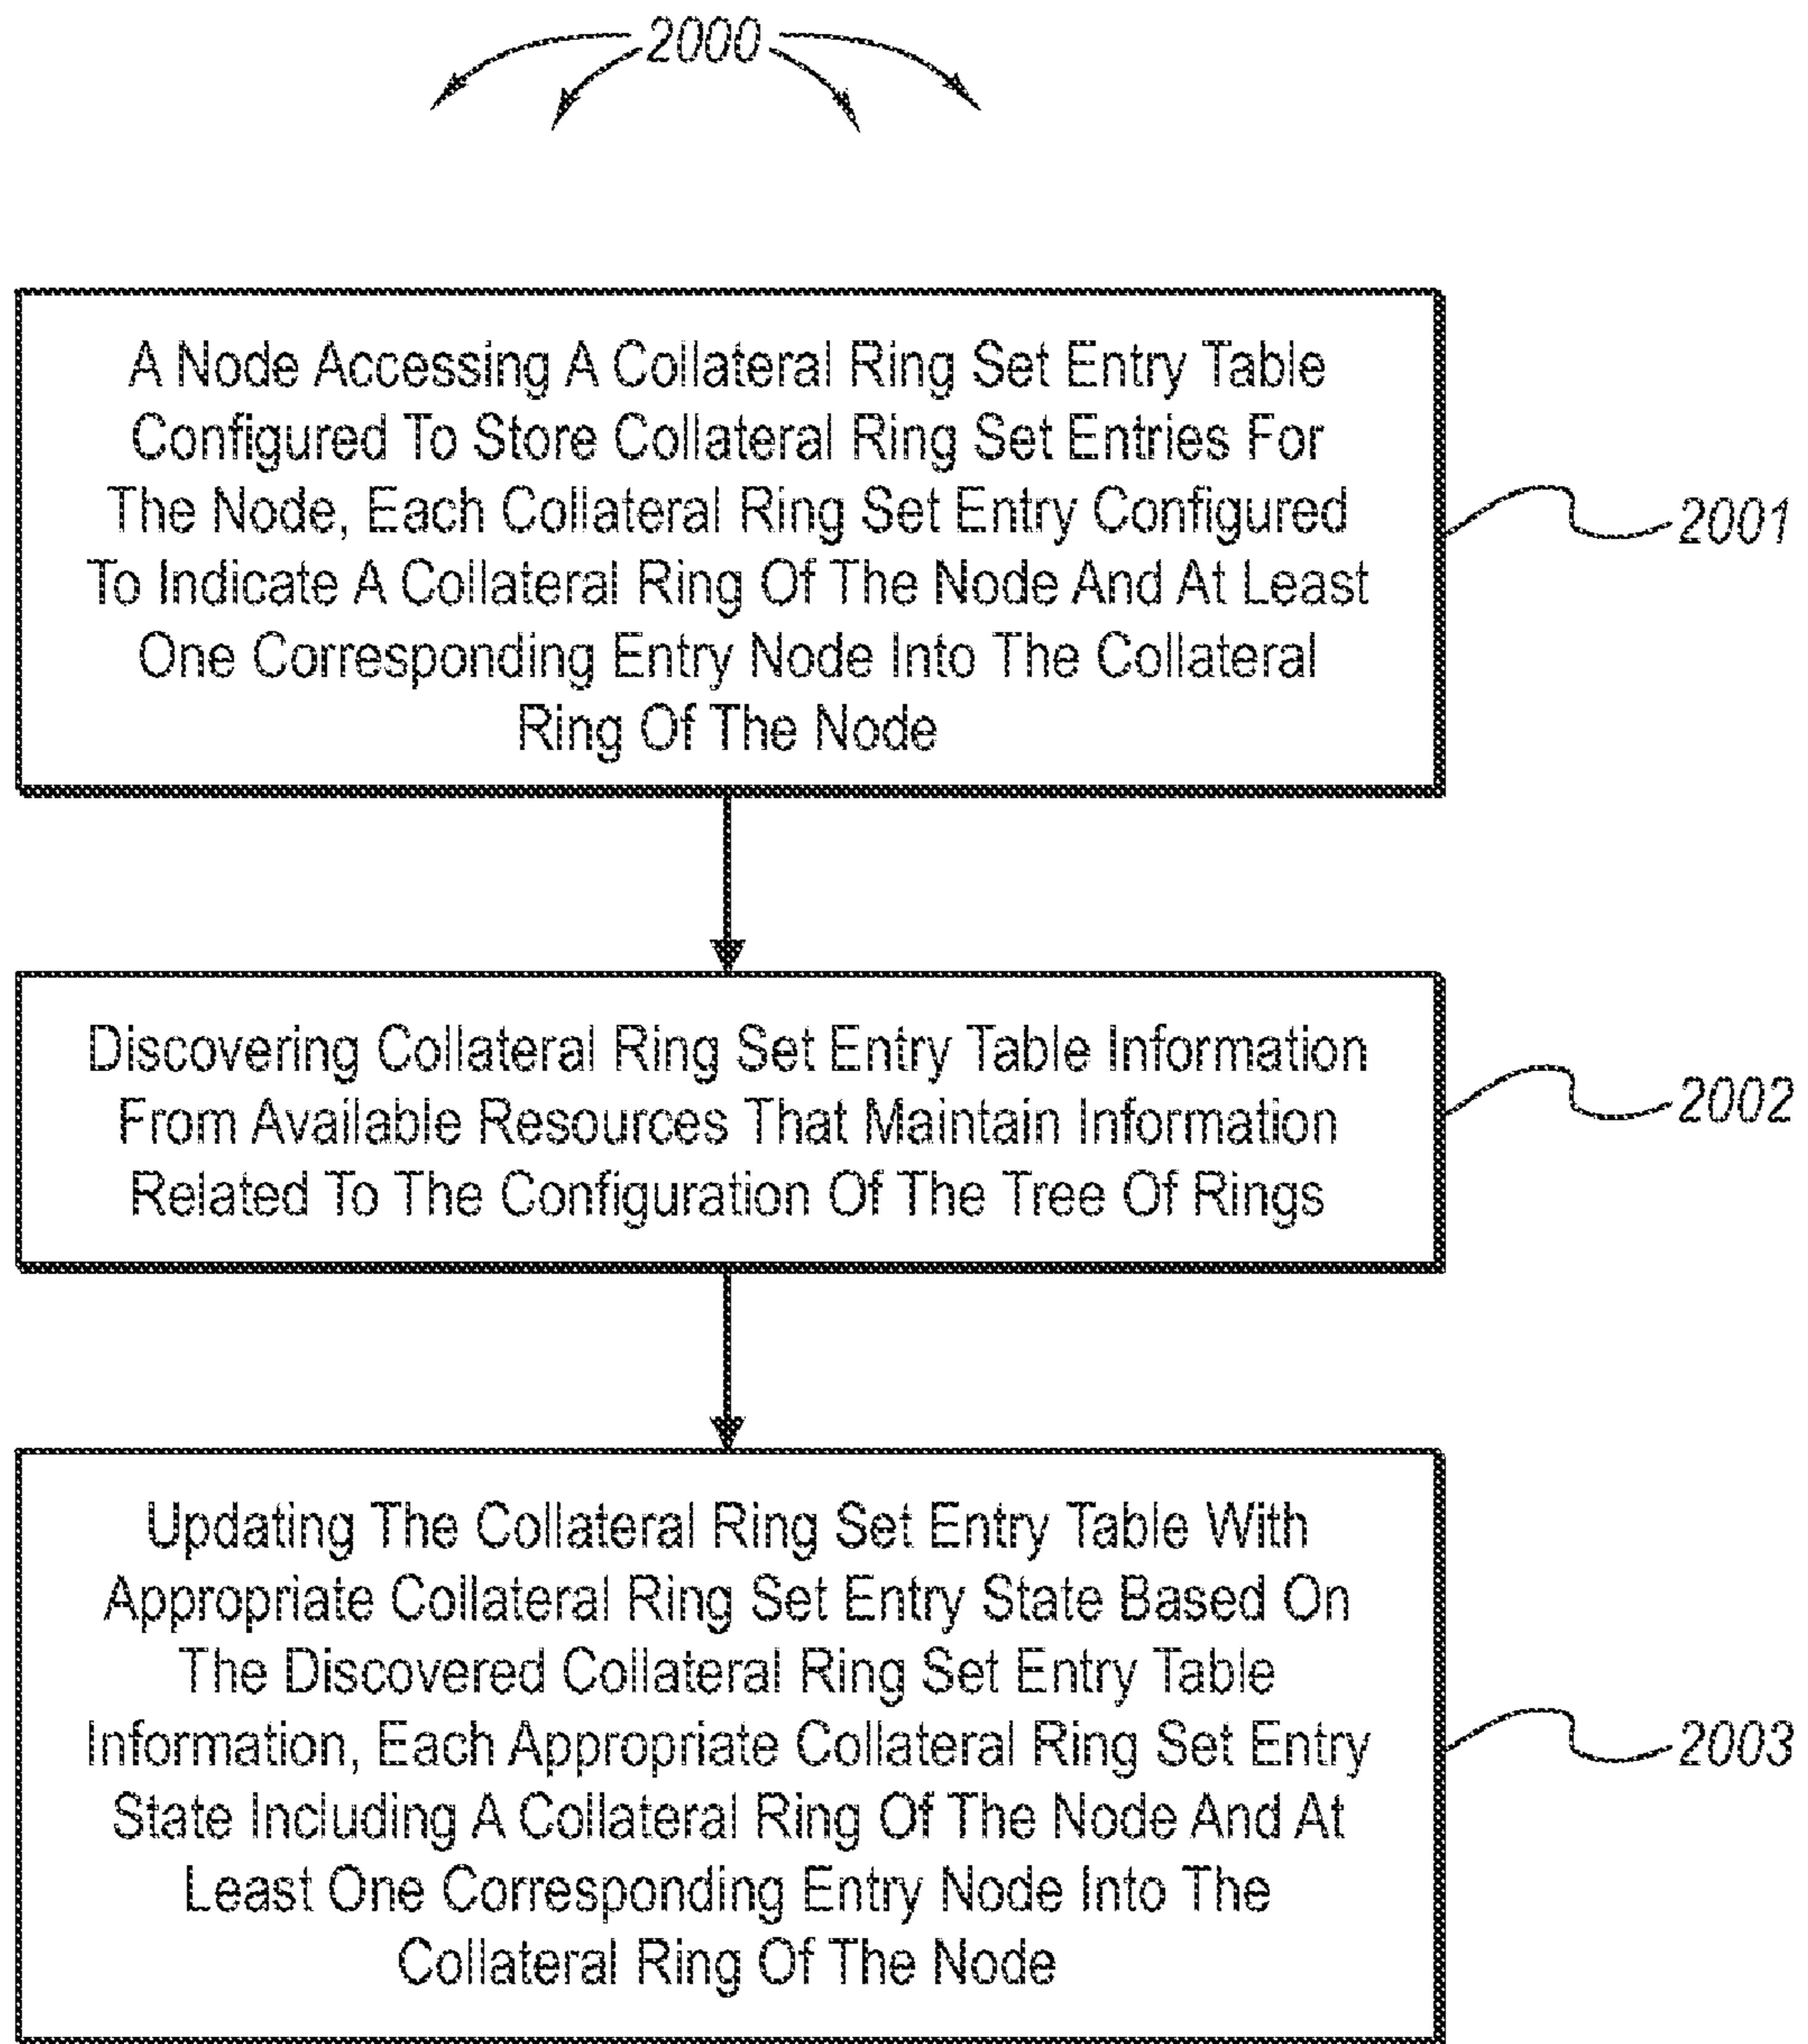 2000
A Node Accessing A Collateral Ring Set Entry Table
Configured To Store Collateral Ring Set Entries For
The Node, Each Collateral Ring Set Entry Configured
To Indicate A Collateral Ring Of The Node And At Least
One Corresponding Entry Node Into The Collateral
Ring Of The Node
2001
Discovering Collateral Ring Set Entry Table Information
From Available Resources That Maintain Information
Related To The Configuration Of The Tree Of Rings
2002
Updating The Collateral Ring Set Entry Table With
Appropriate Collateral Ring Set Entry State Based On
The Discovered Collateral Ring Set Entry Table
Information, Each Appropriate Collateral Ring Set Entry
State Including A Collateral Ring Of The Node And At
Least One Corresponding Entry Node Into The
Collateral Ring Of The Node
2003